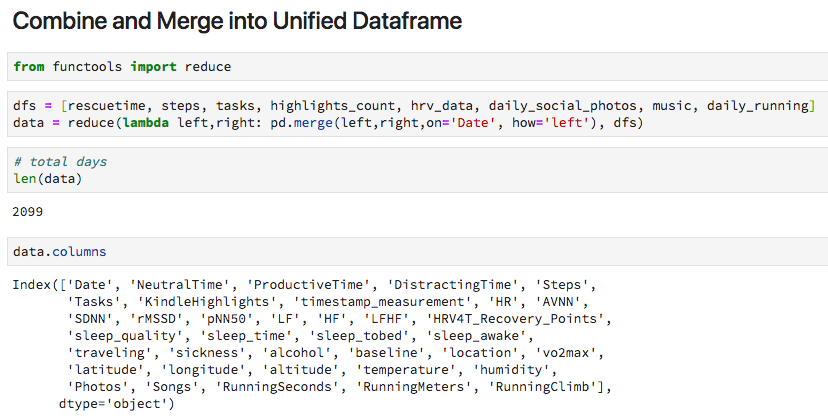 Combine and Merge into Unified Dataframe
from functools import reduce
dfs = [rescuetime, steps, tasks, highlights_count, hrv_data, daily_social_photos, music, daily_running]
data = reduce(lambda left,right: pd.merge(left,right,on='Date', how='left'), dfs)
# total days
len(data)
2099
data.columns
Index(['Date', 'NeutralTime', 'ProductiveTime', 'DistractingTime', 'Steps',
'Tasks', 'KindleHighlights', 'timestamp_measurement', 'HR', 'AVNN',
'SDNN', 'rMSSD', 'pNN50', 'LF', 'HF', 'LFHF', 'HRV4T_Recovery_Points',
'sleep_quality', 'sleep_time', 'sleep_tobed', 'sleep_awake',
'traveling', 'sickness', 'alcohol', 'baseline', 'location', 'vo2max',
'latitude', 'longitude', 'altitude', 'temperature', 'humidity',
'Photos', 'Songs', 'RunningSeconds', 'RunningMeters', 'RunningClimb'],
dtype='object')